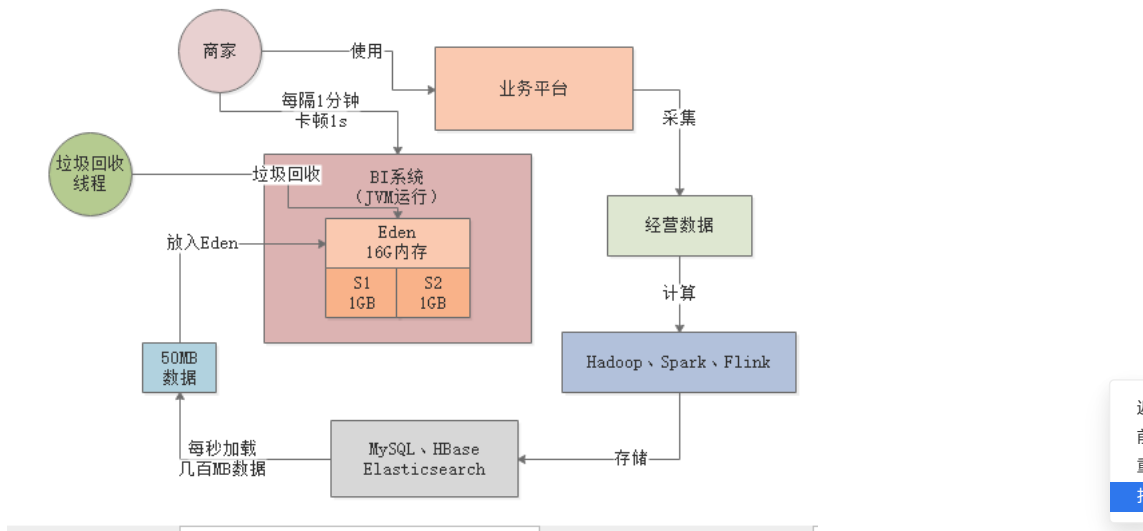 商家
使用
业务平台
每隔1分钟
卡顿1s
采集
垃圾回收
线程
垃圾回收
BI系统
（JVM运行）
经营数据
放入Eden
Eden
16G内存
S1
1GB
S2
1GB
计算
50MB
数据
Hadoop、Spark、Flink
每秒加载
几百MB数据
MySQL、HBase
Elasticsearch
存储